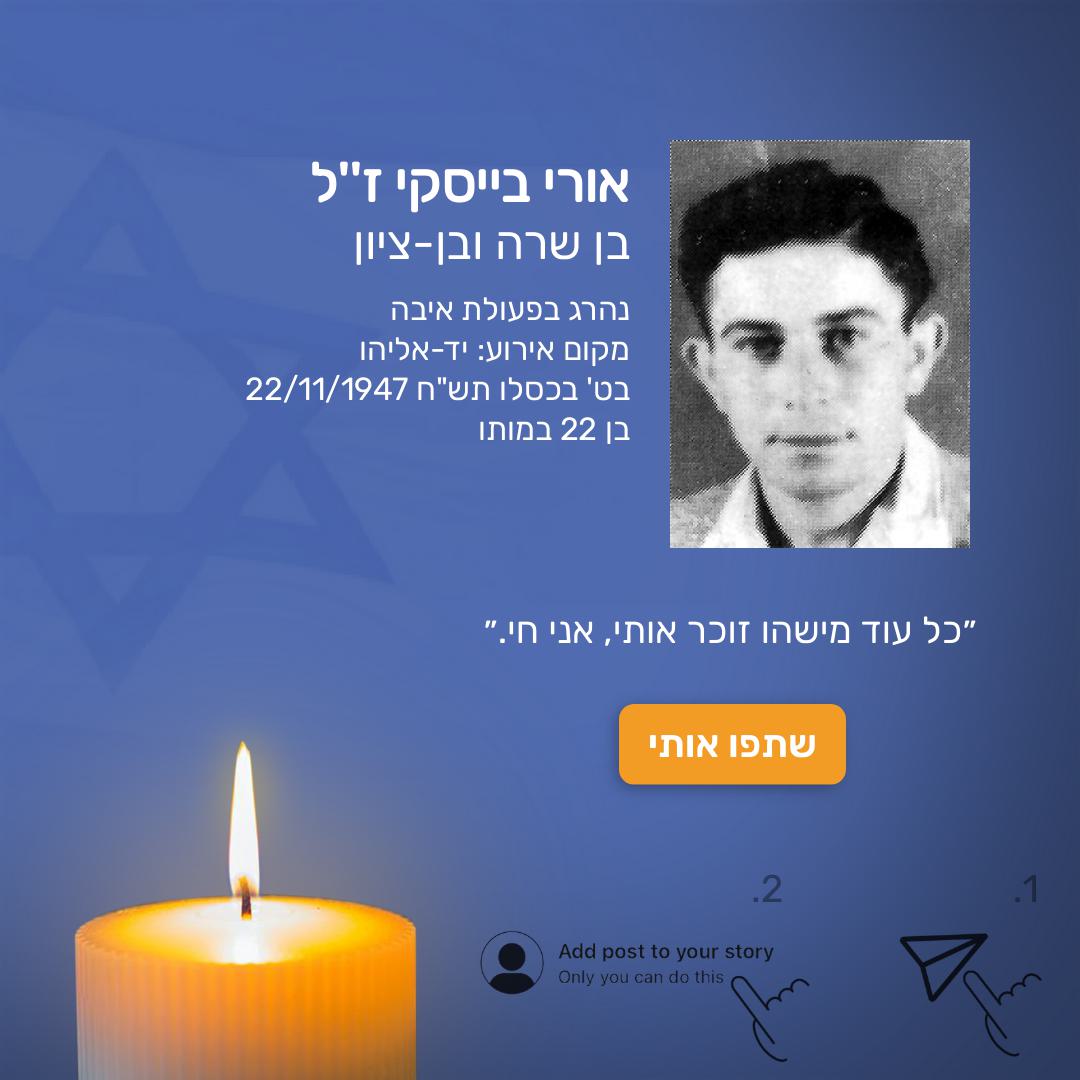 אורי בייסקי ז"ל
בן שרה ובן-ציון
נהרג בפעולת איבה
מקום אירוע: יד-אליהו
בט' בכסלו תש"ח 22/11/1947
בן 22 במותו
״כל עוד מישהו זוכר אותי, אני חי.״
שתפו אותי
1.
2.
Add post to your story
Only you can do this